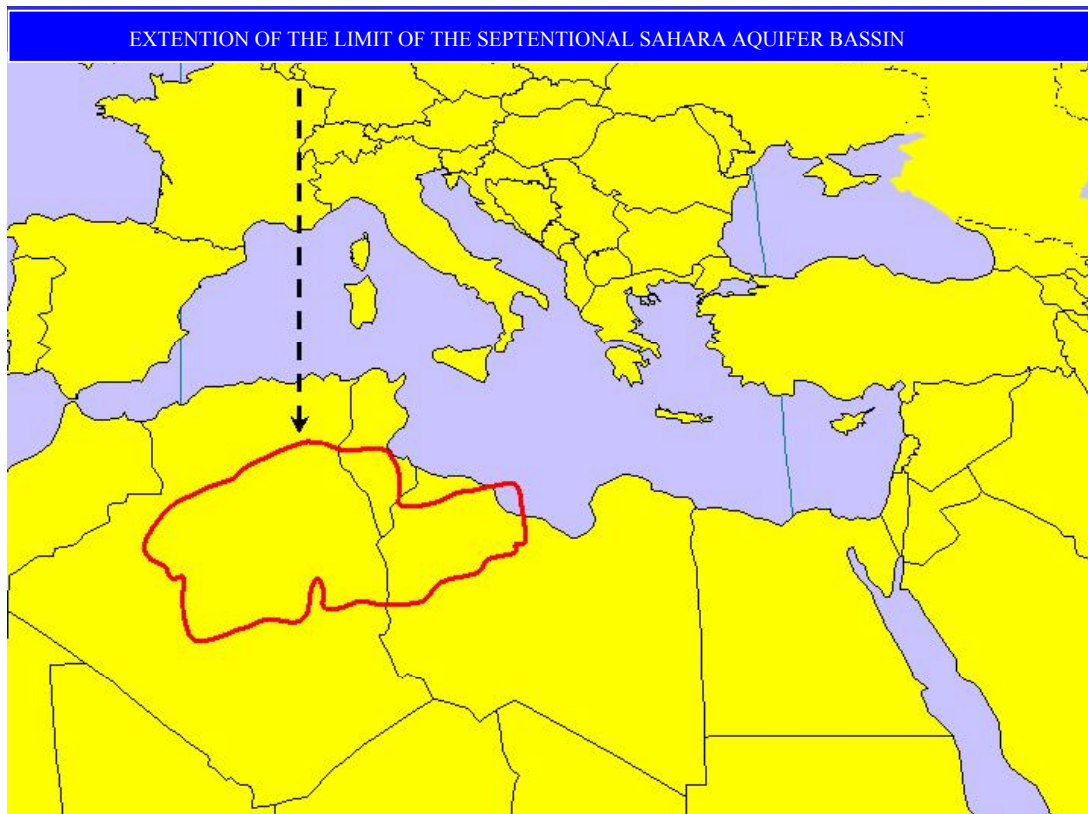 EXTENTION OF THE LIMIT OF THE SEPTENTIONAL SAHARA AQUIFER BASSIN